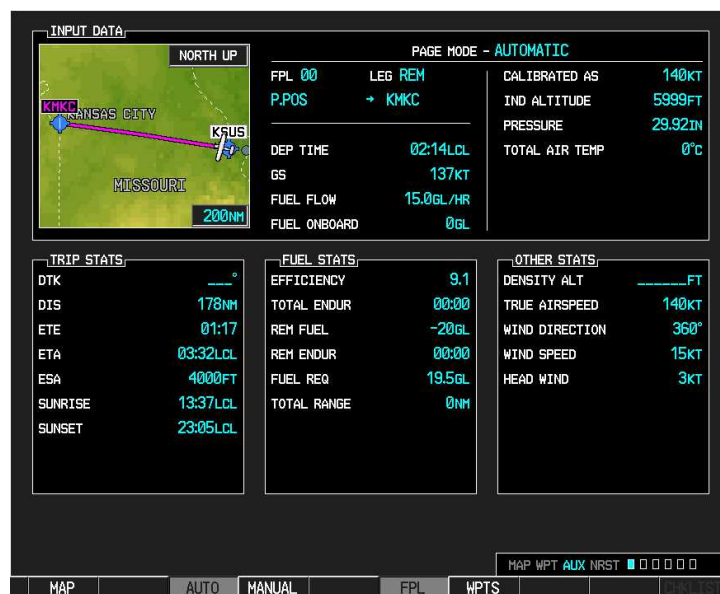 INPUT DATA
NORTH UP
KMKC
KANSAS CITY
KSUS
MISSOURI
200NM
PAGE MODE - AUTOMATIC
FPL 00 LEG REM
P.POS → KMKC
DEP TIME 02:14LCL
GS 137KT
FUEL FLOW 15.0GL/HR
FUEL ONBOARD 0GL
CALIBRATED AS 140KT
IND ALTITUDE 5999FT
PRESSURE 29.92IN
TOTAL AIR TEMP 0°C
TRIP STATS
DTK ___°
DIS 178NM
ETE 01:17
ETA 03:32LCL
ESA 4000FT
SUNRISE 13:37LCL
SUNSET 23:05LCL
FUEL STATS
EFFICIENCY 9.1
TOTAL ENDUR 00:00
REM FUEL -20GL
REM ENDUR 00:00
FUEL REQ 19.5GL
TOTAL RANGE 0NM
OTHER STATS
DENSITY ALT ______FT
TRUE AIRSPEED 140KT
WIND DIRECTION 360°
WIND SPEED 15KT
HEAD WIND 3KT
MAP WPT AUX NRST
MAP AUTO MANUAL FPL WPTS CHKLIST